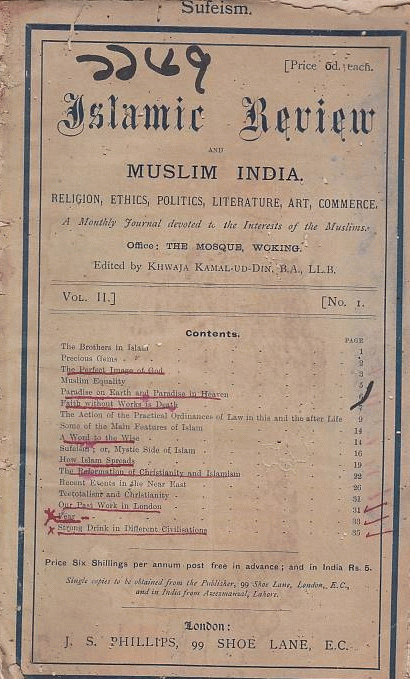 Sufeism.
[Price 6d. each.
Islamic Review
AND
MUSLIM INDIA.
RELIGION, ETHICS, POLITICS, LITERATURE, ART, COMMERCE.
A Monthly Journal devoted to the Interests of the Muslims.
Office: THE MOSQUE, WOKING.
Edited by KHWAJA KAMAL-UD-DIN, B.A., LL.B.
VOL. II.] [No. 1.
Contents.
PAGE
The Brothers in Islam 1
Precious Gems 2
The Perfect Image of God 3
Muslim Equality 5
Paradise on Earth and Paradise in Heaven
Faith without Works is Death
The Action of the Practical Ordinances of Law in this and the after Life 9
Some of the Main Features of Islam 14
A Word to the Wise 14
Sufeism; or, Mystic Side of Islam 16
How Islam Spreads 19
The Reformation of Christianity and Islamism 22
Recent Events in the Near East 26
Teetotalism and Christianity 31
Our Past Work in London 31
Fear 33
Strong Drink in Different Civilisations 35
Price Six Shillings per annum post free in advance; and in India Rs. 5.
Single copies to be obtained from the Publisher, 99 Shoe Lane, London, E.C.,
and in India from Azeezmanzal, Lahore.
London:
J. S. PHILLIPS, 99 SHOE LANE, E.C.